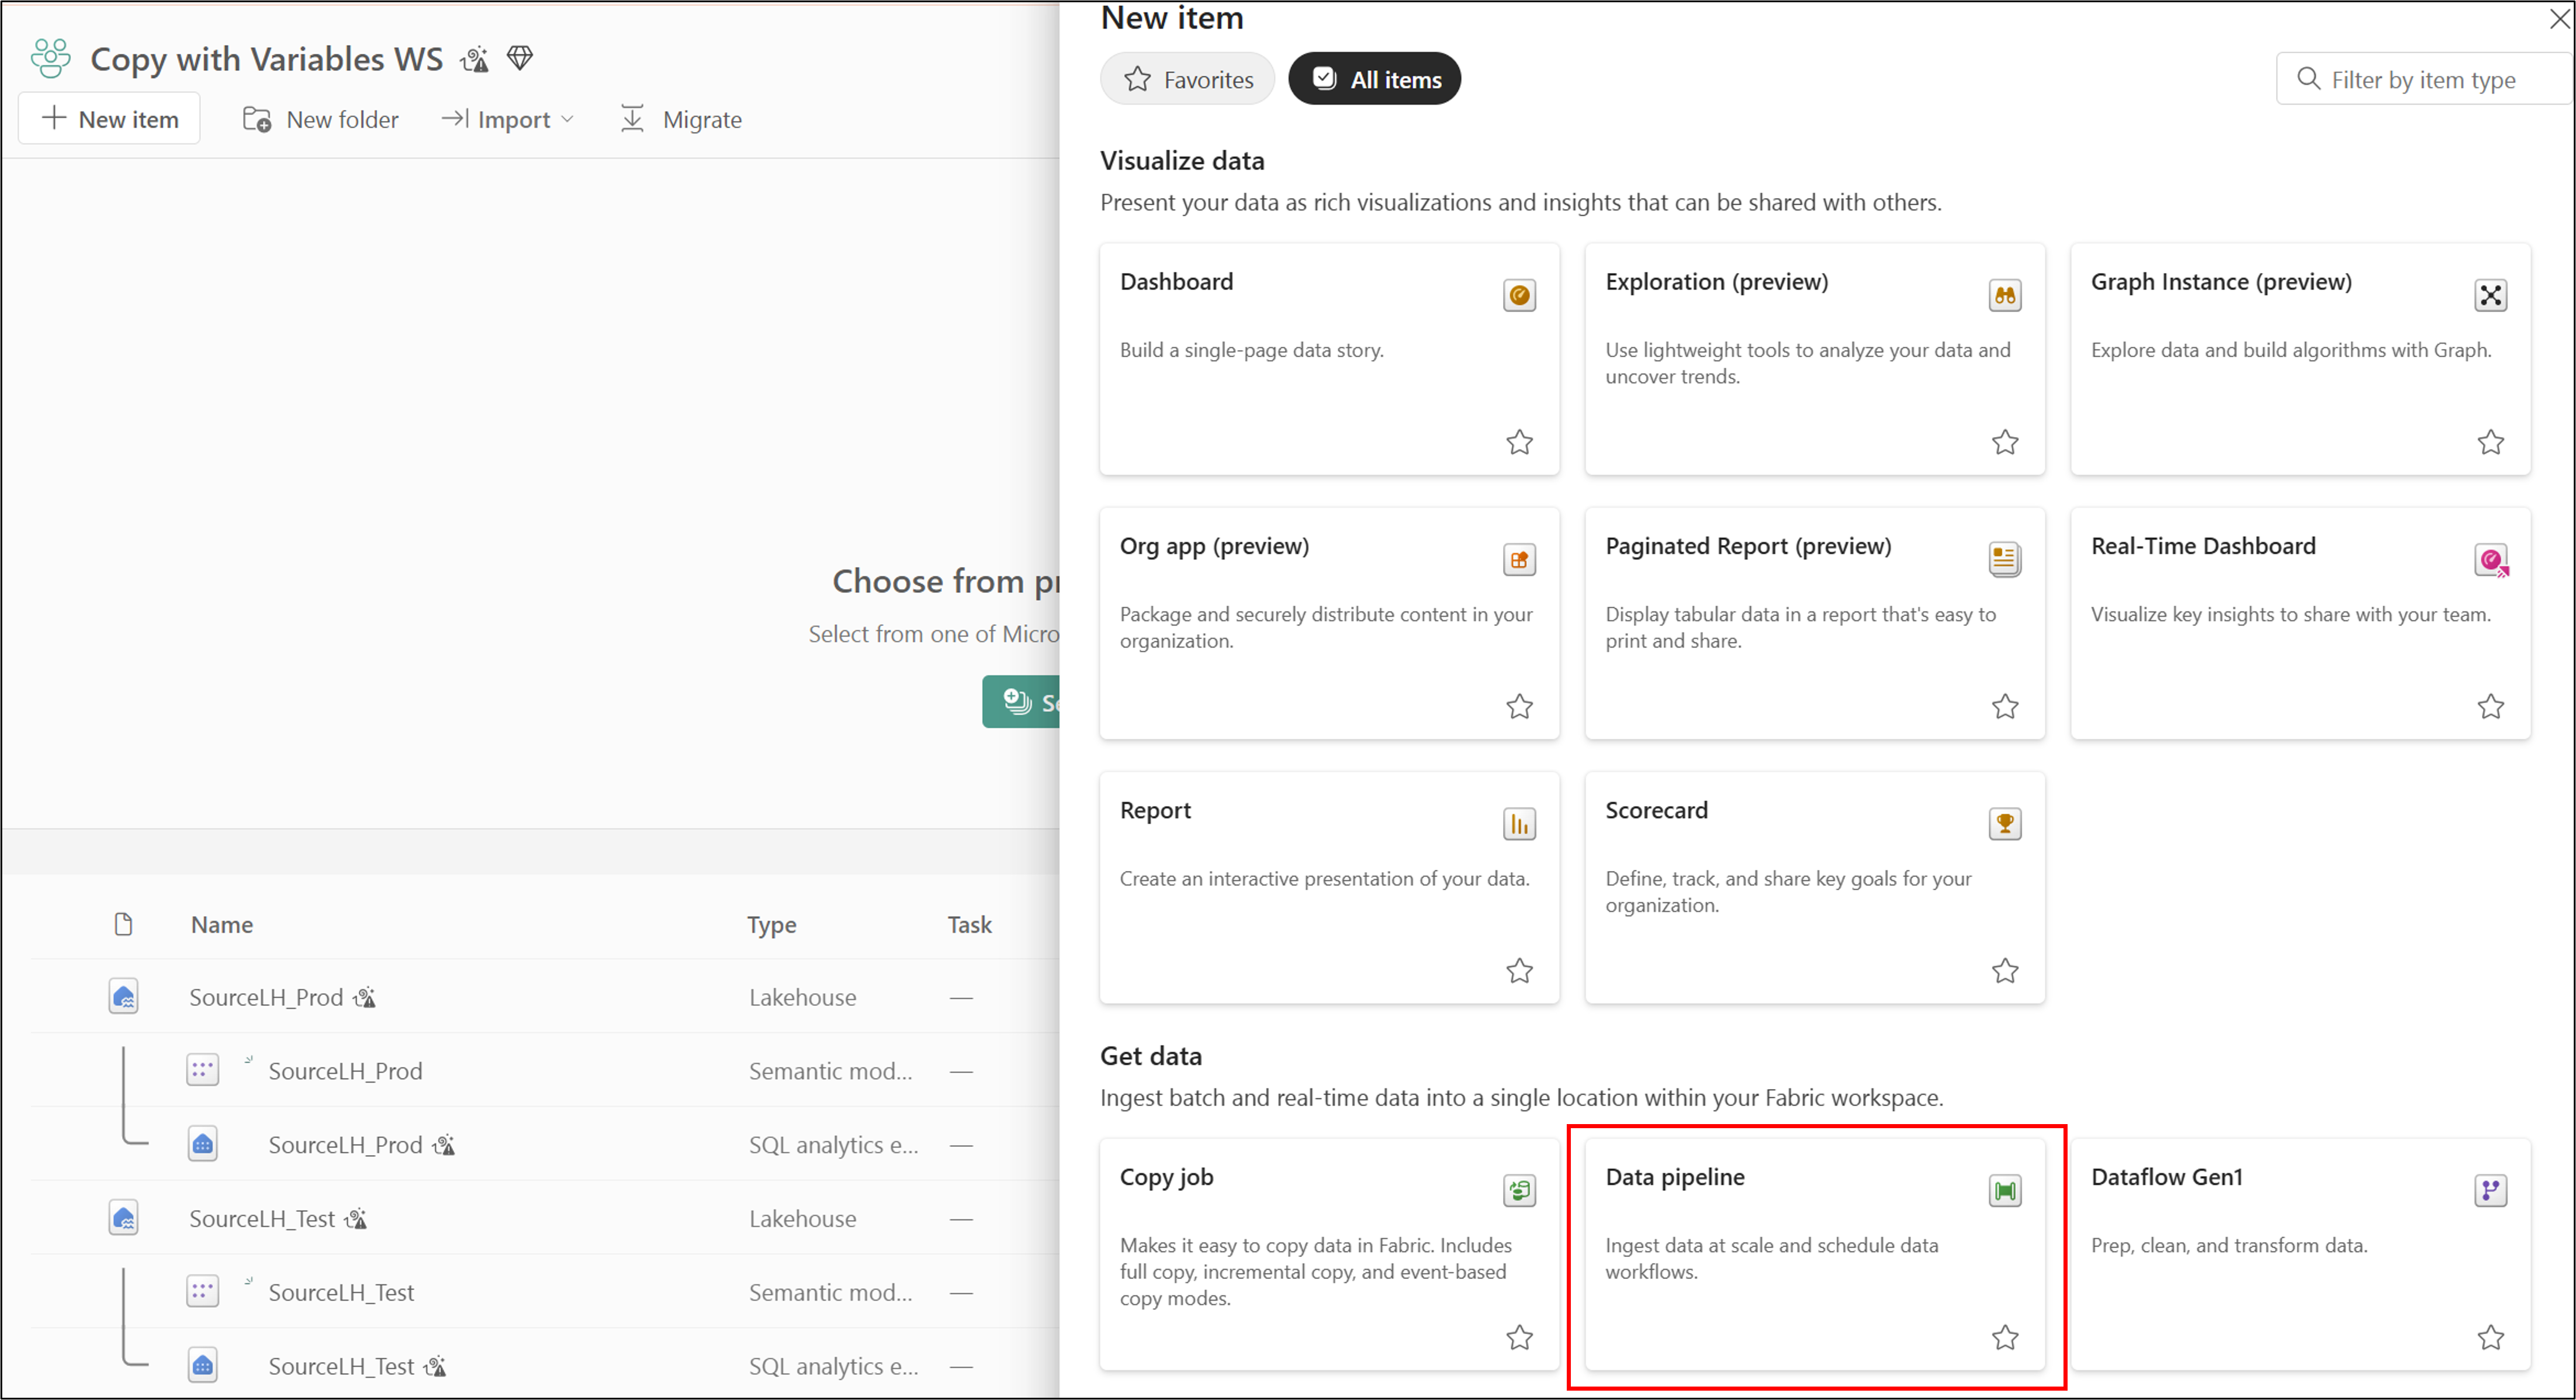 Copy with Variables WS
New item
New folder
Import
Migrate
Choose from pr
Select from one of Micro
Se
Name Type Task
SourceLH_Prod Lakehouse —
SourceLH_Prod Semantic mod... —
SourceLH_Prod SQL analytics e... —
SourceLH_Test Lakehouse —
SourceLH_Test Semantic mod... —
SourceLH_Test SQL analytics e... —
New item
Favorites
All items
Filter by item type
Visualize data
Present your data as rich visualizations and insights that can be shared with others.
Dashboard
Build a single-page data story.
Exploration (preview)
Use lightweight tools to analyze your data and
uncover trends.
Graph Instance (preview)
Explore data and build algorithms with Graph.
Org app (preview)
Package and securely distribute content in your
organization.
Paginated Report (preview)
Display tabular data in a report that's easy to
print and share.
Real-Time Dashboard
Visualize key insights to share with your team.
Report
Create an interactive presentation of your data.
Scorecard
Define, track, and share key goals for your
organization.
Get data
Ingest batch and real-time data into a single location within your Fabric workspace.
Copy job
Makes it easy to copy data in Fabric. Includes
full copy, incremental copy, and event-based
copy modes.
Data pipeline
Ingest data at scale and schedule data
workflows.
Dataflow Gen1
Prep, clean, and transform data.